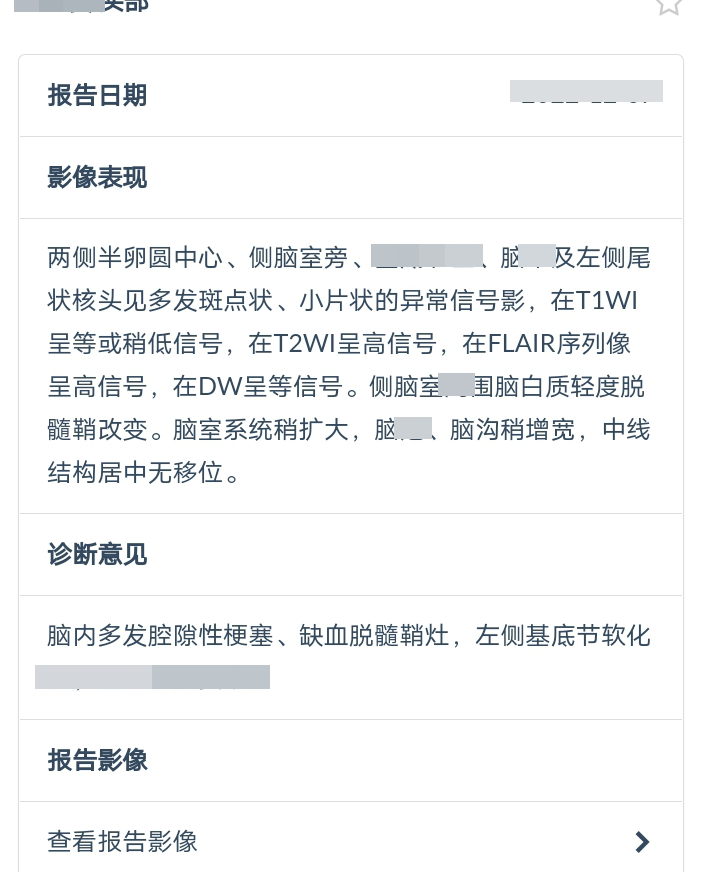 头部
报告日期
影像表现
两侧半卵圆中心、侧脑室旁、、脑及左侧尾
状核头见多发斑点状、小片状的异常信号影，在T1WI
呈等或稍低信号，在T2WI呈高信号，在FLAIR序列像
呈高信号，在DW呈等信号。侧脑室围脑白质轻度脱
髓鞘改变。脑室系统稍扩大，脑、脑沟稍增宽，中线
结构居中无移位。
诊断意见
脑内多发腔隙性梗塞、缺血脱髓鞘灶，左侧基底节软化
报告影像
查看报告影像